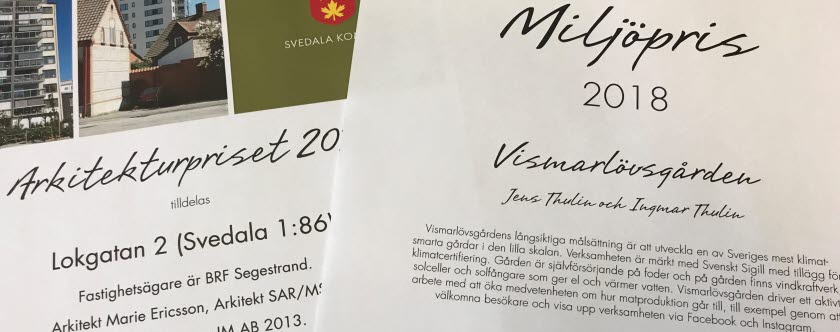 SVEDALA KO
Arkitekturpriset 20
tilldelas
Lokgatan 2 (Svedala 1:86)
Fastighetsägare är BRF Segestrand.
Arkitekt Marie Ericsson, Arkitekt SAR/MS
AB 2013.
Miljöpris
2018
Vismarlövsgården
Jens Thulin och Ingmar Thulin
Vismarlövsgårdens långsiktiga målsättning är att utveckla en av Sveriges mest klimat-
smarta gårdar i den lilla skalan. Verksamheten är märkt med Svenskt Sigill med tillägg för
klimatcertifiering. Gården är självförsörjande på foder och på gården finns vindkraftverk
solceller och solfångare som ger el och värmer vatten. Vismarlövsgården driver ett aktivt
arbete med att öka medvetenheten om hur matproduktion går till, till exempel genom att
välkomna besökare och visa upp verksamheten via Facebook och Instagram.